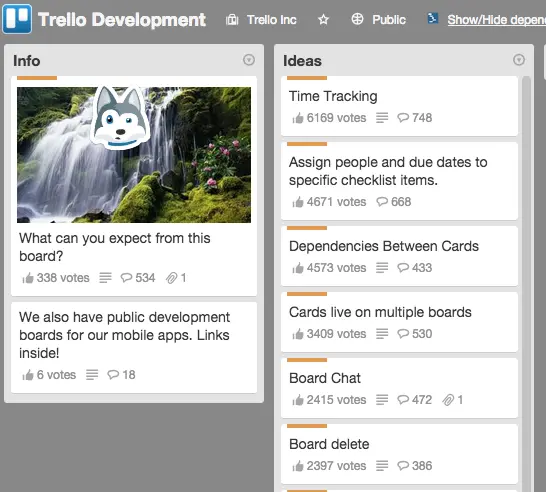 Trello Development
Trello Inc
Public
Show/Hide depen
Info
What can you expect from this
board?
338 votes 534 1
We also have public development
boards for our mobile apps. Links
inside!
6 votes 18
Ideas
Time Tracking
6169 votes 748
Assign people and due dates to
specific checklist items.
4671 votes 668
Dependencies Between Cards
4573 votes 433
Cards live on multiple boards
3409 votes 530
Board Chat
2415 votes 472 1
Board delete
2397 votes 386